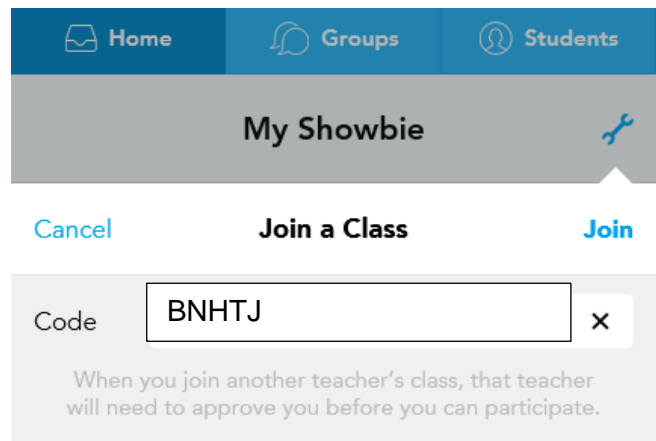 Home Groups Students
My Showbie
Cancel Join a Class Join
Code BNHTJ
When you join another teacher's class, that teacher
will need to approve you before you can participate.